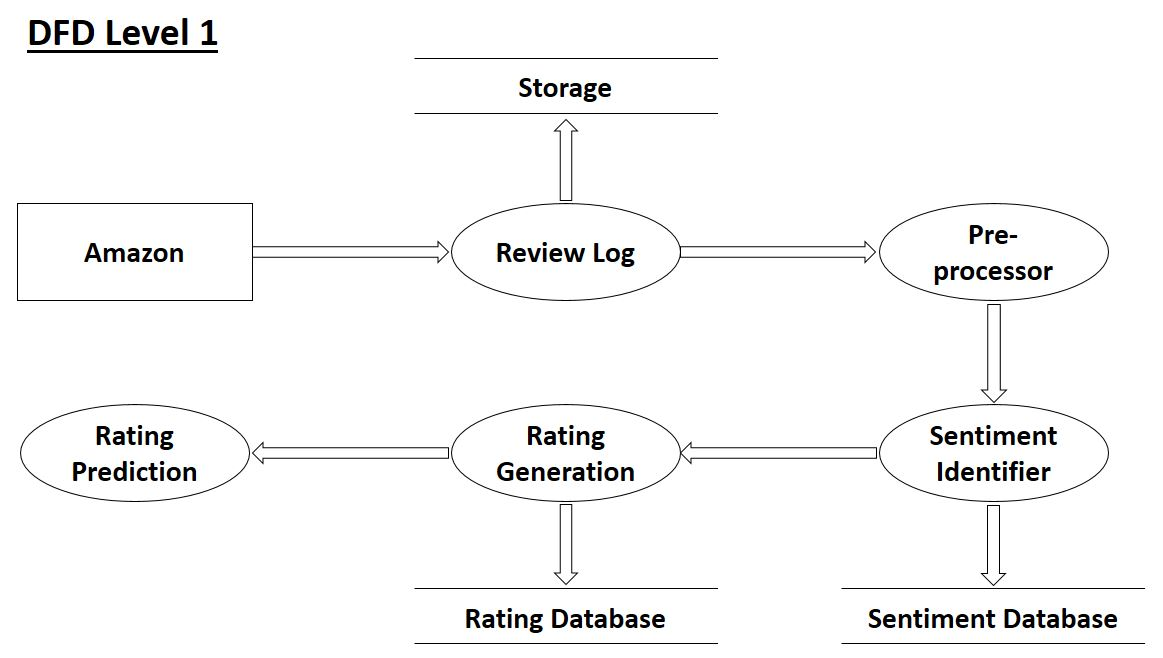 DFD Level 1
Storage
Amazon
Review Log
Pre-
processor
Rating
Prediction
Rating
Generation
Sentiment
Identifier
Rating Database
Sentiment Database